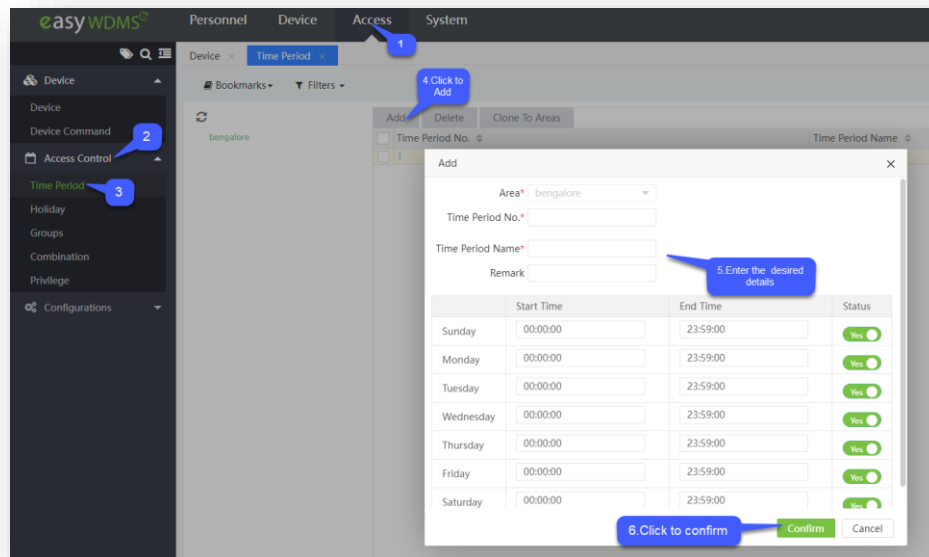 easy WDMS
Personnel Device Access System
1
Device × Time Period ×
Device
Bookmarks Filters
4.Click to
Add
Device
Device Command
2
Add Delete Clone To Areas
bengalore
Time Period No. Time Period Name
1
Access Control
Time Period
3
Holiday
Groups
Combination
Privilege
Configurations
Add ×
Area* bengalore
Time Period No.*
Time Period Name*
Remark
5.Enter the desired
details
Start Time End Time Status
Sunday 00:00:00 23:59:00 Yes
Monday 00:00:00 23:59:00 Yes
Tuesday 00:00:00 23:59:00 Yes
Wednesday 00:00:00 23:59:00 Yes
Thursday 00:00:00 23:59:00 Yes
Friday 00:00:00 23:59:00 Yes
Saturday 00:00:00 23:59:00 Yes
6.Click to confirm
Confirm Cancel